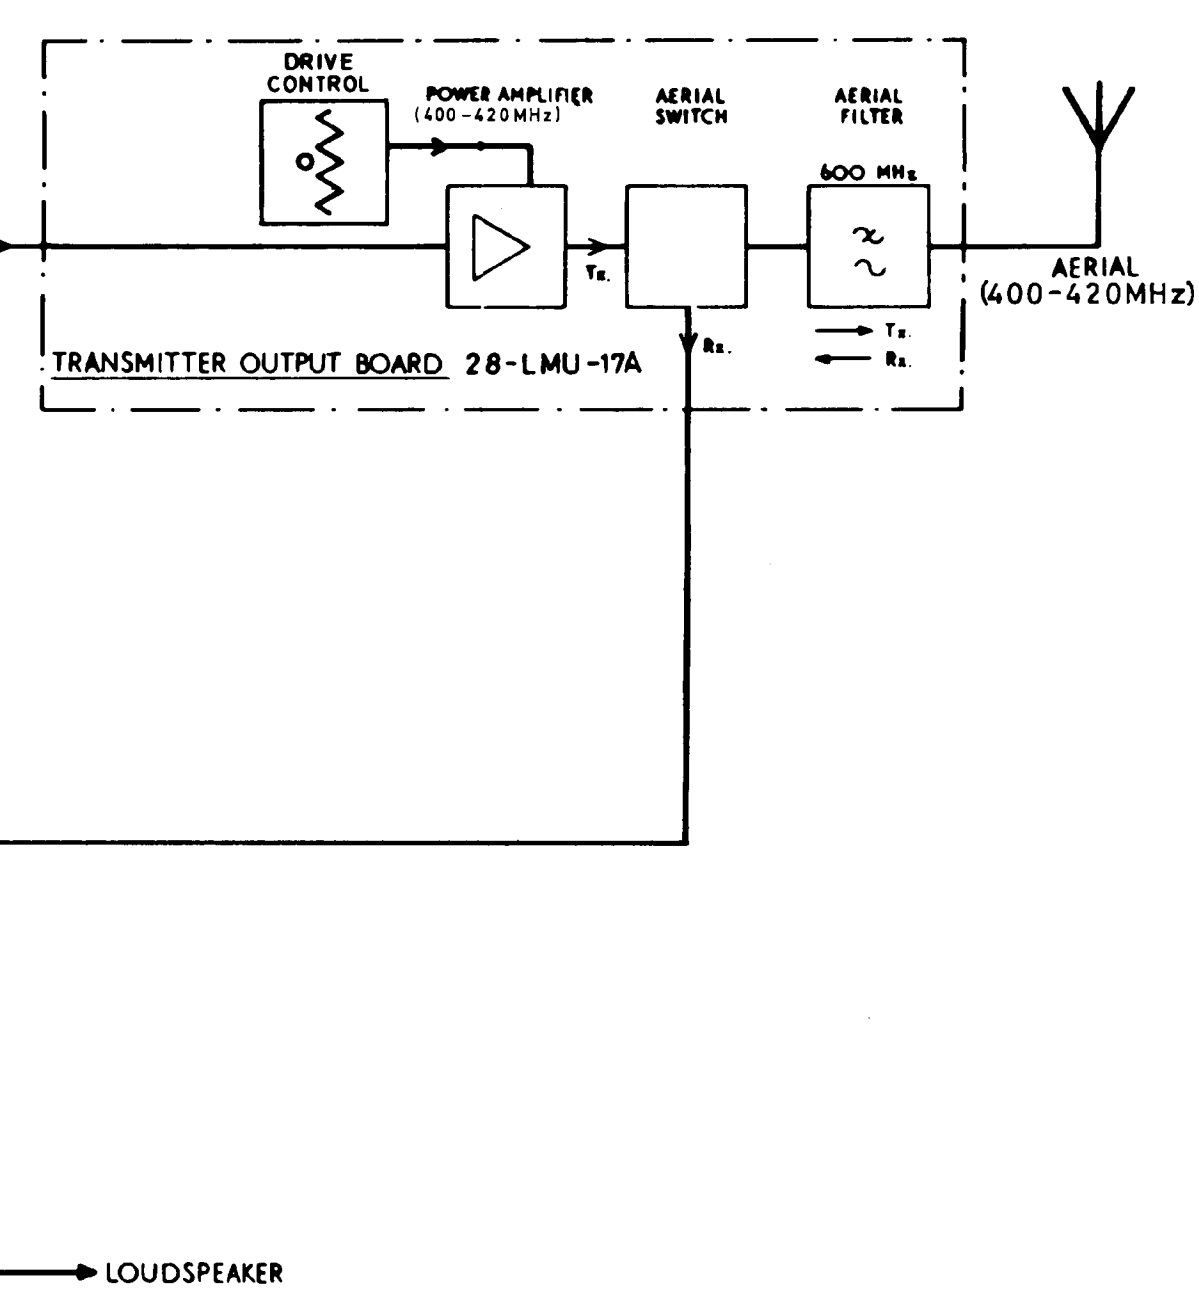 DRIVE
CONTROL
POWER AMPLIFIER
(400-420MHz)
AERIAL
SWITCH
AERIAL
FILTER
600 MHz
Tx.
Rx.
Tx.
Rx.
AERIAL
(400-420MHz)
TRANSMITTER OUTPUT BOARD 28-LMU-17A
LOUDSPEAKER